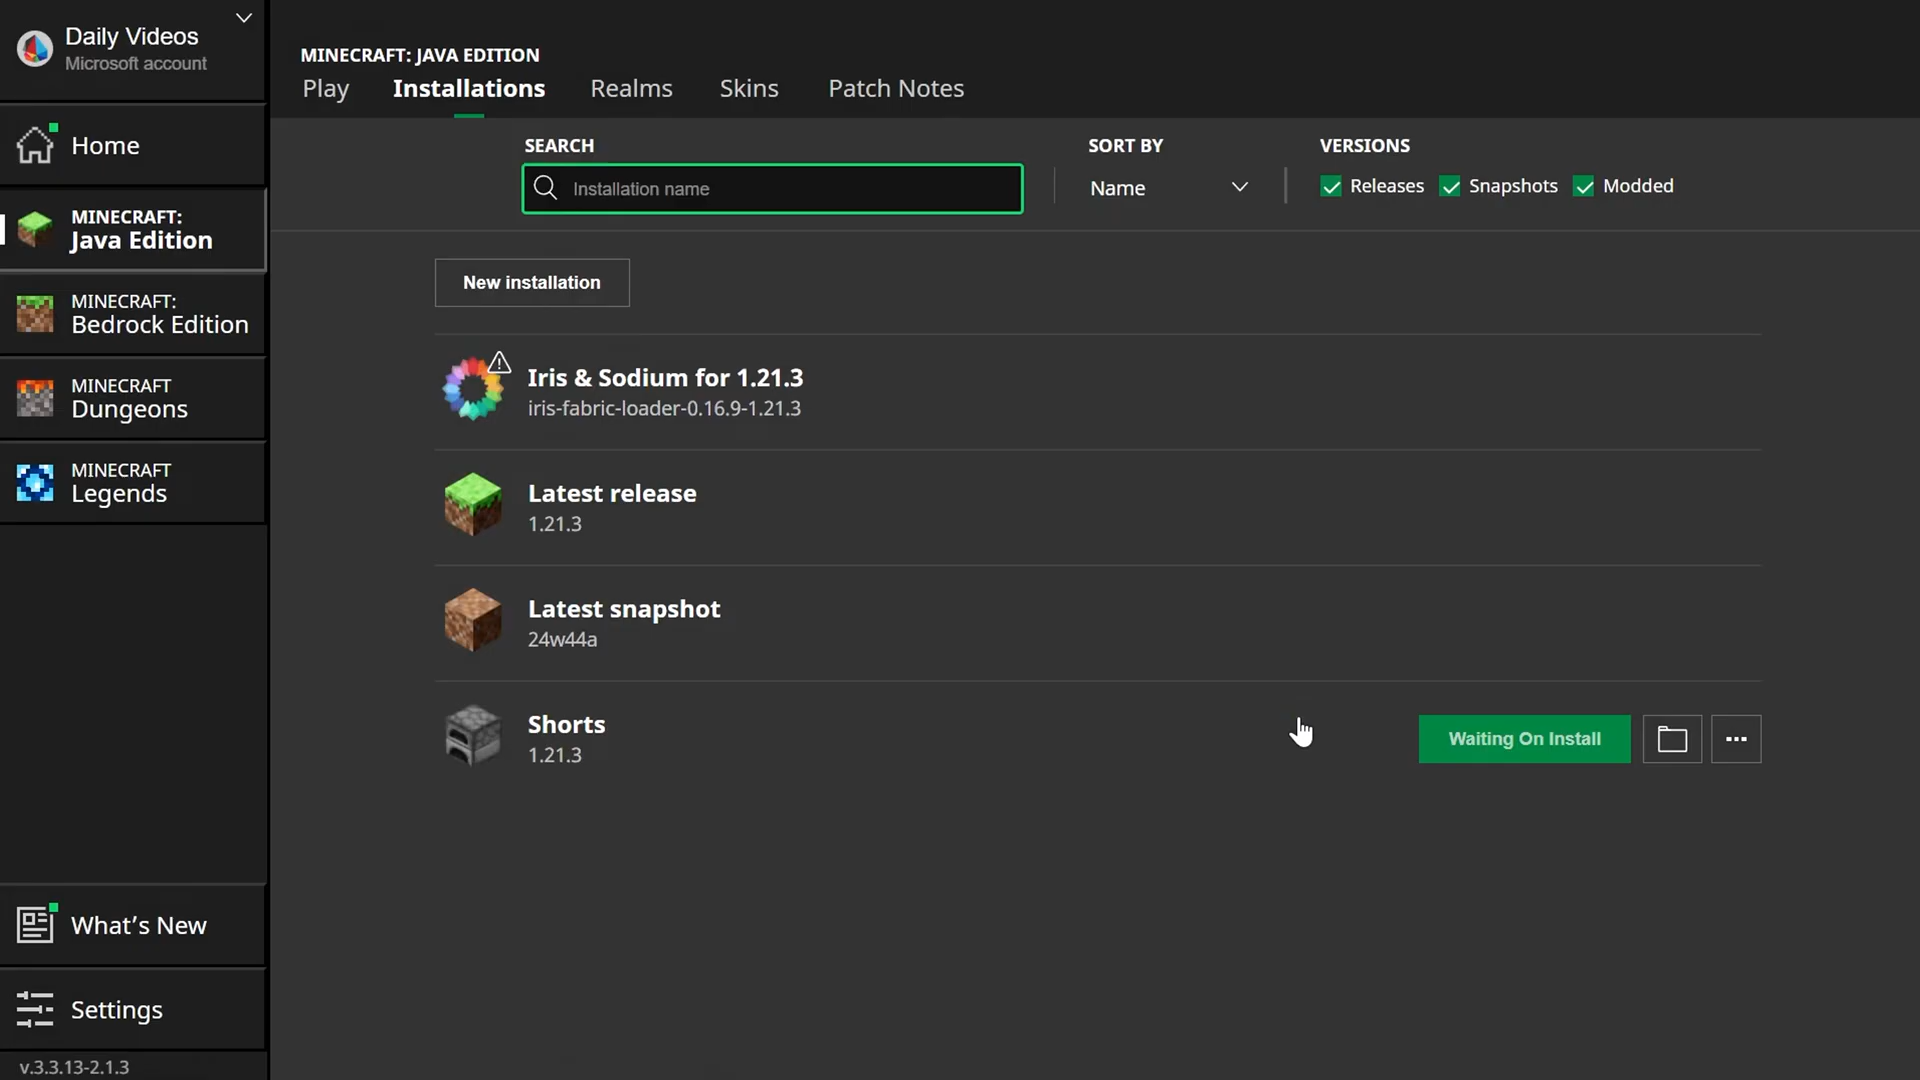 Daily Videos
Microsoft account
Home
MINECRAFT:
Java Edition
MINECRAFT:
Bedrock Edition
MINECRAFT
Dungeons
MINECRAFT
Legends
What's New
Settings
v.3.3.13-2.1.3
MINECRAFT: JAVA EDITION
Play Installations Realms Skins Patch Notes
SEARCH SORT BY VERSIONS
Installation name Name Releases Snapshots Modded
New installation
Iris & Sodium for 1.21.3
iris-fabric-loader-0.16.9-1.21.3
Latest release
1.21.3
Latest snapshot
24w44a
Shorts
1.21.3
Waiting On Install